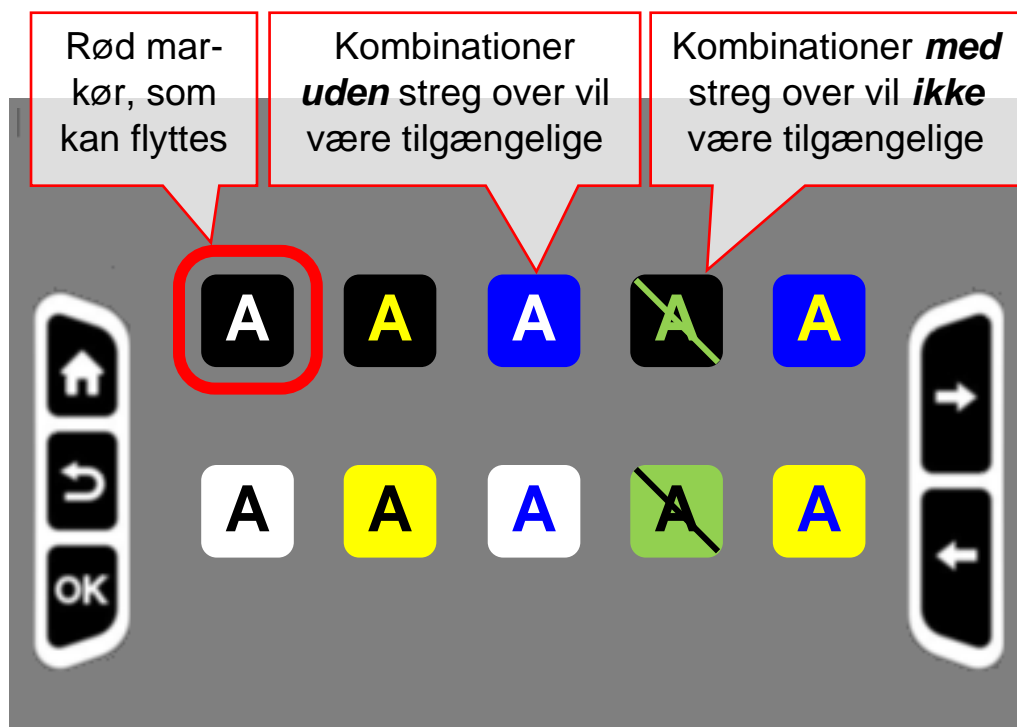 Rød mar-
kør, som
kan flyttes
Kombinationer
uden streg over vil
være tilgængelige
Kombinationer med
streg over vil ikke
være tilgængelige
A A A A A
A A A A A
OK